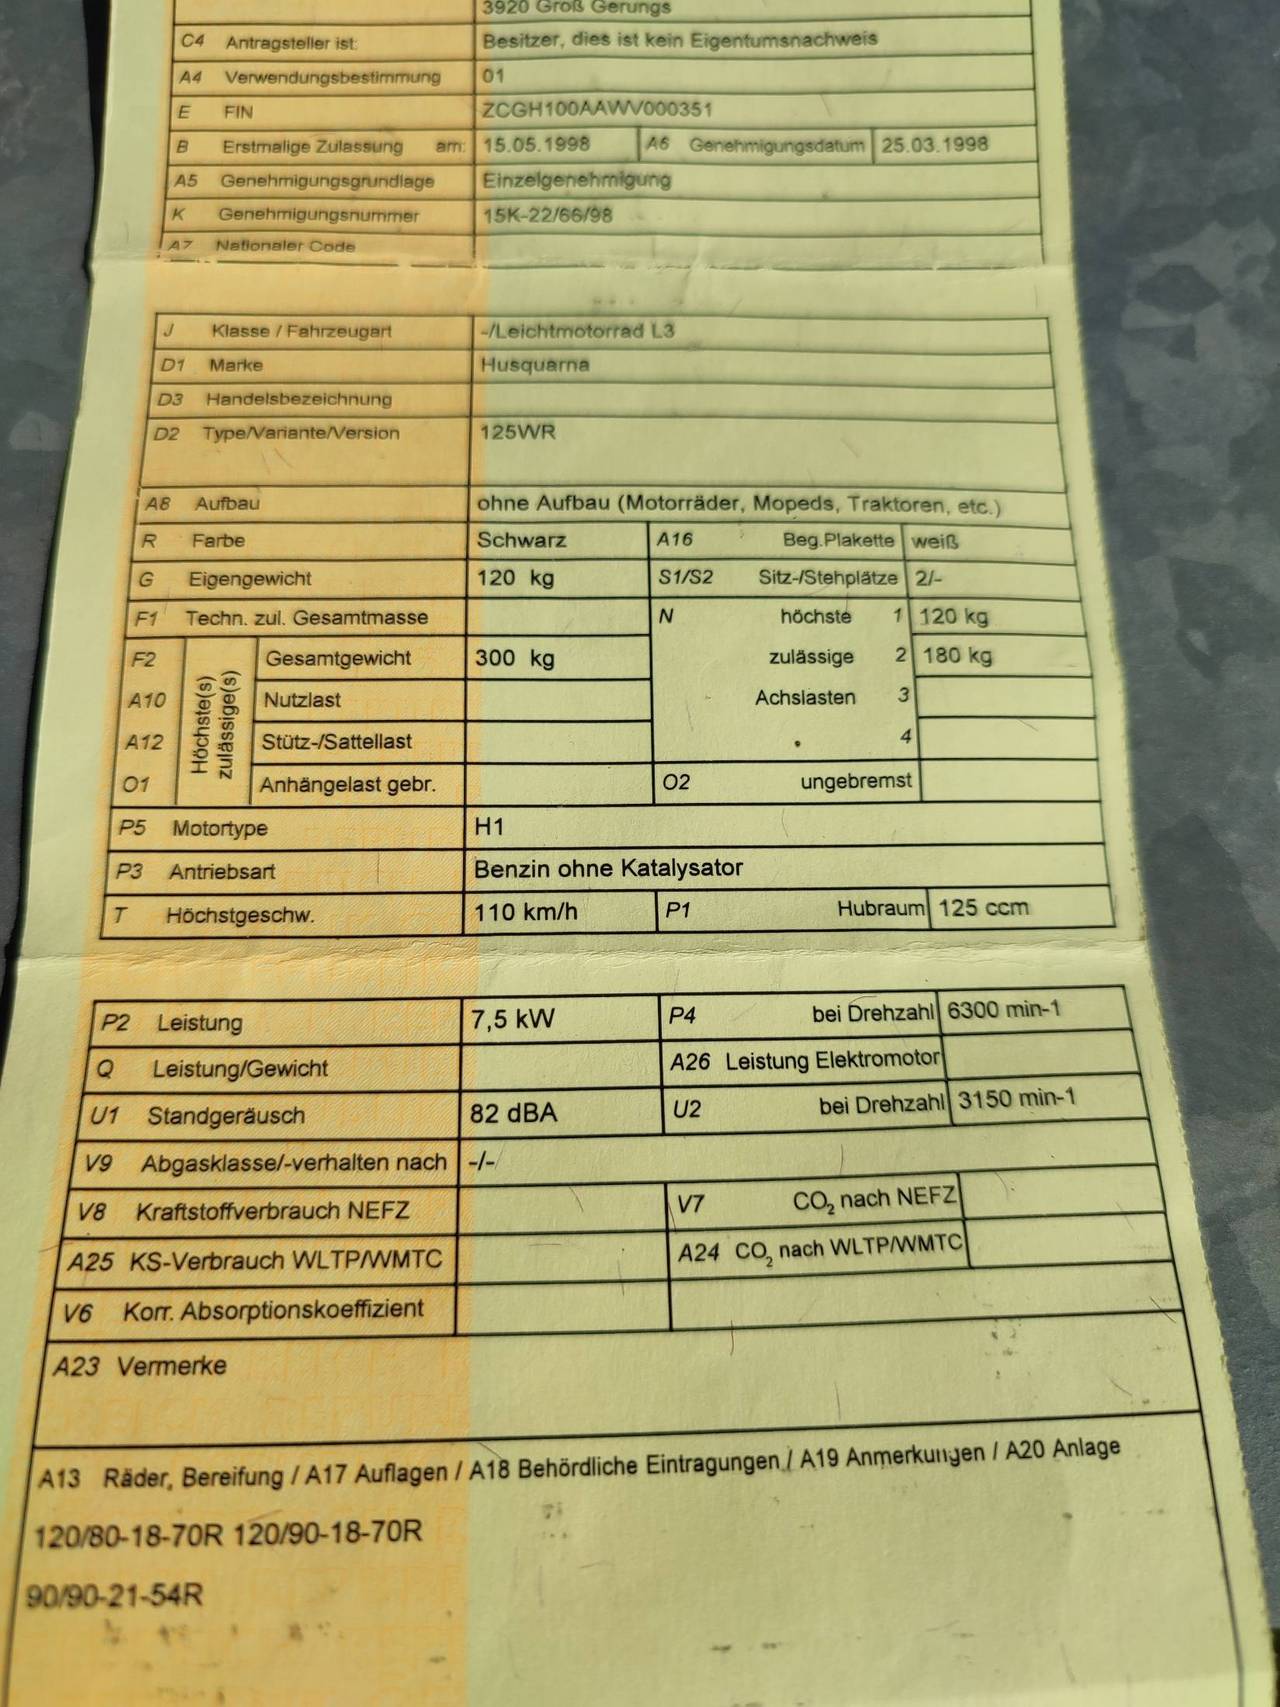 3920 Groß Gerungs
C4 Antragsteller ist: Besitzer, dies ist kein Eigentumsnachweis
A4 Verwendungsbestimmung 01
E FIN ZCGH100AAWV000351
B Erstmalige Zulassung am: 15.05.1998 A6 Genehmigungsdatum 25.03.1998
A5 Genehmigungsgrundlage Einzelgenehmigung
K Genehmigungsnummer 15K-22/66/98
A7 Nationaler Code
J Klasse / Fahrzeugart -/Leichtmotorrad L3
D1 Marke Husquarna
D3 Handelsbezeichnung
D2 Type/Variante/Version 125WR
A8 Aufbau ohne Aufbau (Motorräder, Mopeds, Traktoren, etc.)
R Farbe Schwarz A16 Beg.Plakette weiß
G Eigengewicht 120 kg S1/S2 Sitz-/Stehplätze 2/-
F1 Techn. zul. Gesamtmasse N höchste 1 120 kg
F2 Höchste(s) zulässige(s) Gesamtgewicht 300 kg zulässige 2 180 kg
A10 Nutzlast Achslasten 3
A12 Stütz-/Sattellast 4
O1 Anhängelast gebr. O2 ungebremst
P5 Motortype H1
P3 Antriebsart Benzin ohne Katalysator
T Höchstgeschw. 110 km/h P1 Hubraum 125 ccm
P2 Leistung 7,5 kW P4 bei Drehzahl 6300 min-1
Q Leistung/Gewicht A26 Leistung Elektromotor
U1 Standgeräusch 82 dBA U2 bei Drehzahl 3150 min-1
V9 Abgasklasse/-verhalten nach -/-
V8 Kraftstoffverbrauch NEFZ V7 CO₂ nach NEFZ
A25 KS-Verbrauch WLTP/WMTC A24 CO₂ nach WLTP/WMTC
V6 Korr. Absorptionskoeffizient
A23 Vermerke
A13 Räder, Bereifung / A17 Auflagen / A18 Behördliche Eintragungen / A19 Anmerkungen / A20 Anlage
120/80-18-70R 120/90-18-70R
90/90-21-54R